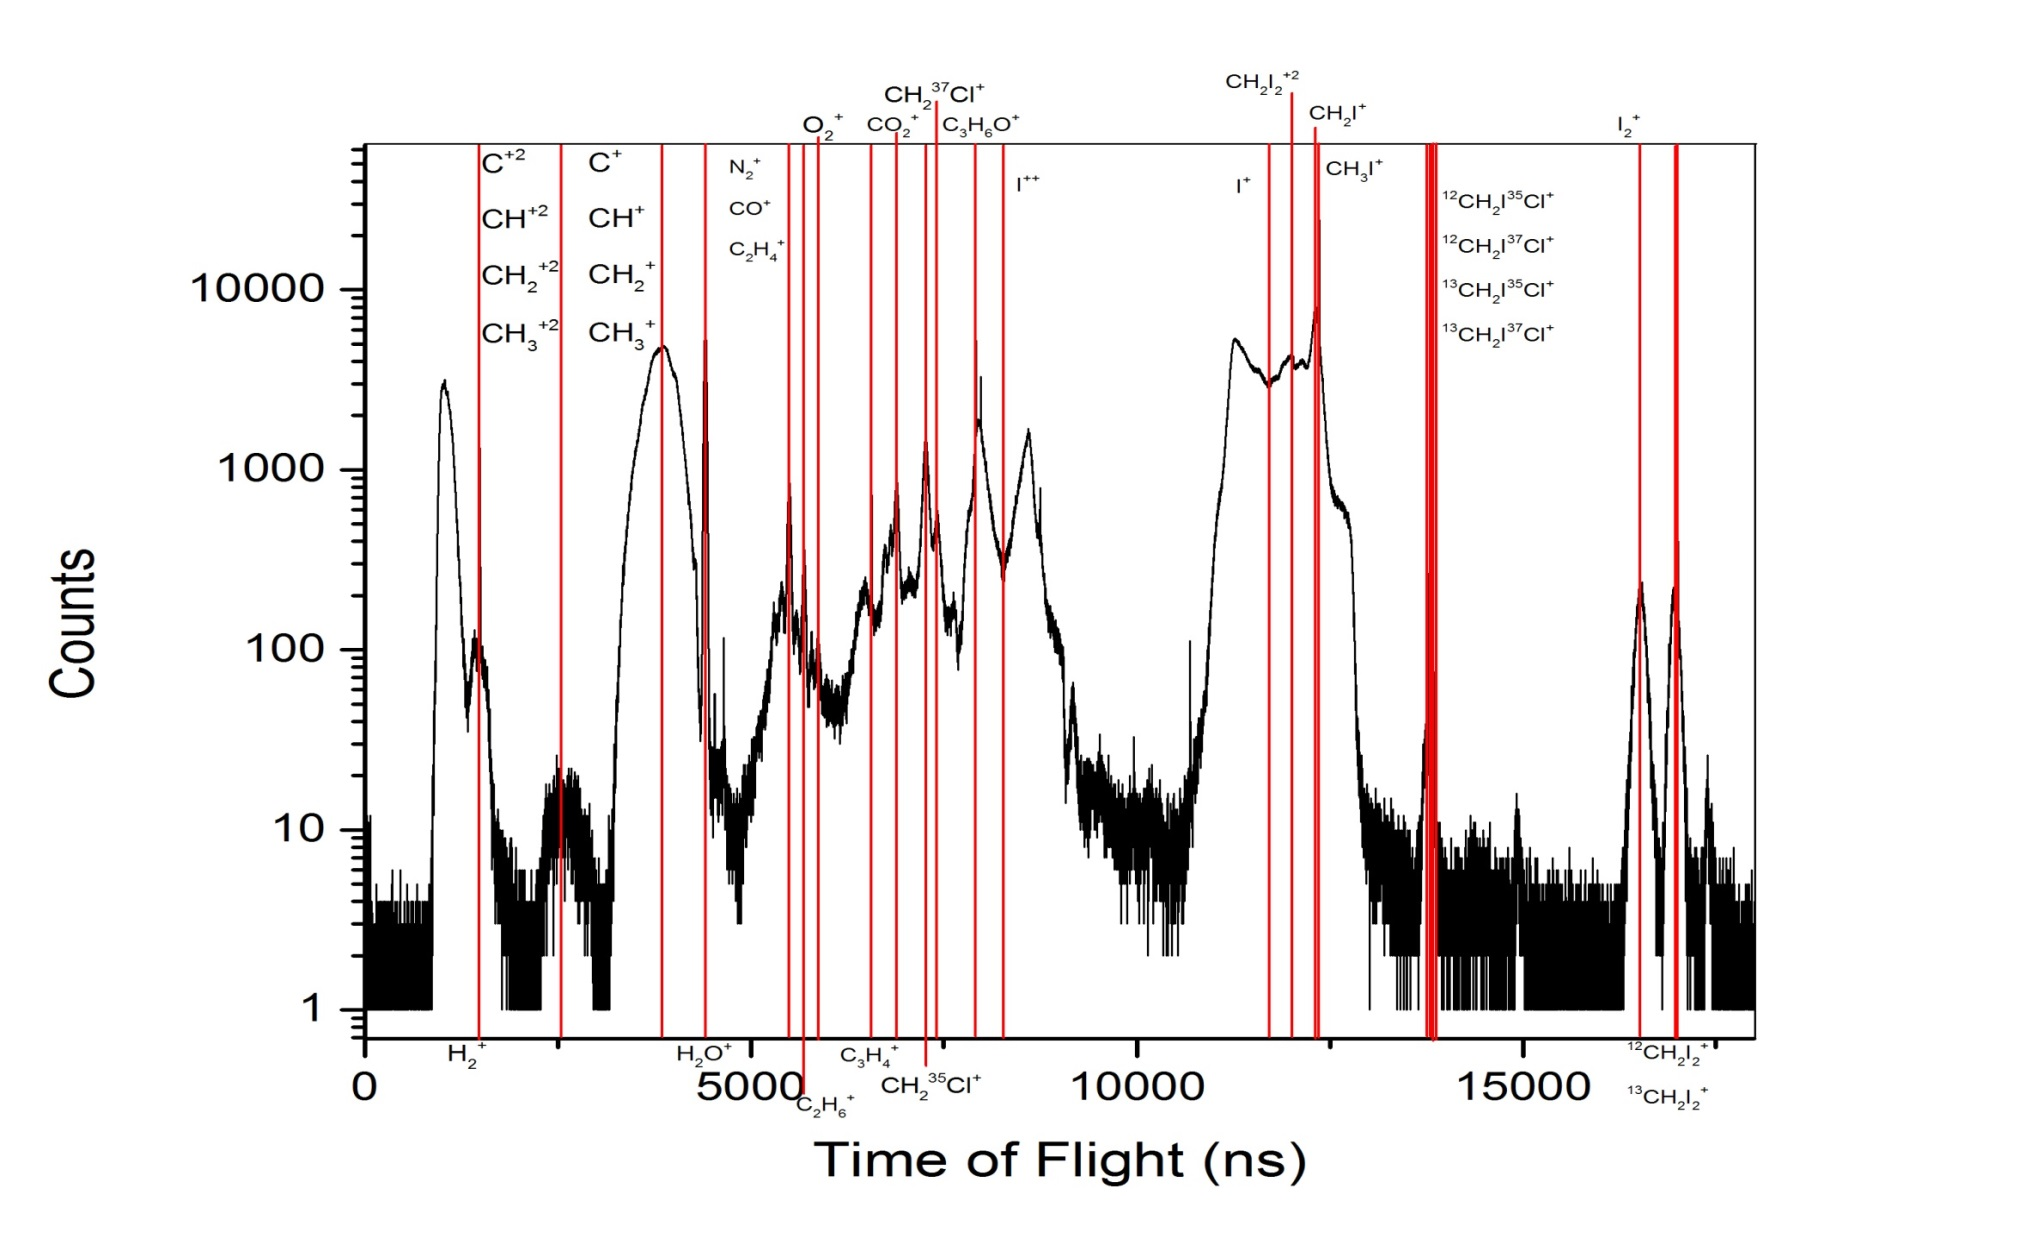 CH₂I₂⁺²
CH₂³⁷Cl⁺
CH₂I⁺
O₂⁺ CO₂⁺ C₃H₆O⁺ I₂⁺
C⁺² C⁺ N₂⁺ CH₃I⁺
I⁺⁺ I⁺
CO⁺ ¹²CH₂I³⁵Cl⁺
CH⁺² CH⁺
C₂H₄⁺ ¹²CH₂I³⁷Cl⁺
CH₂⁺² CH₂⁺
10000 ¹³CH₂I³⁵Cl⁺
CH₃⁺² CH₃⁺ ¹³CH₂I³⁷Cl⁺
1000
100
10
1
Counts
H₂⁺ H₂O⁺ C₃H₄⁺ ¹²CH₂I₂⁺
0 5000 CH₂³⁵Cl⁺ 10000 15000 ¹³CH₂I₂⁺
C₂H₆⁺
Time of Flight (ns)